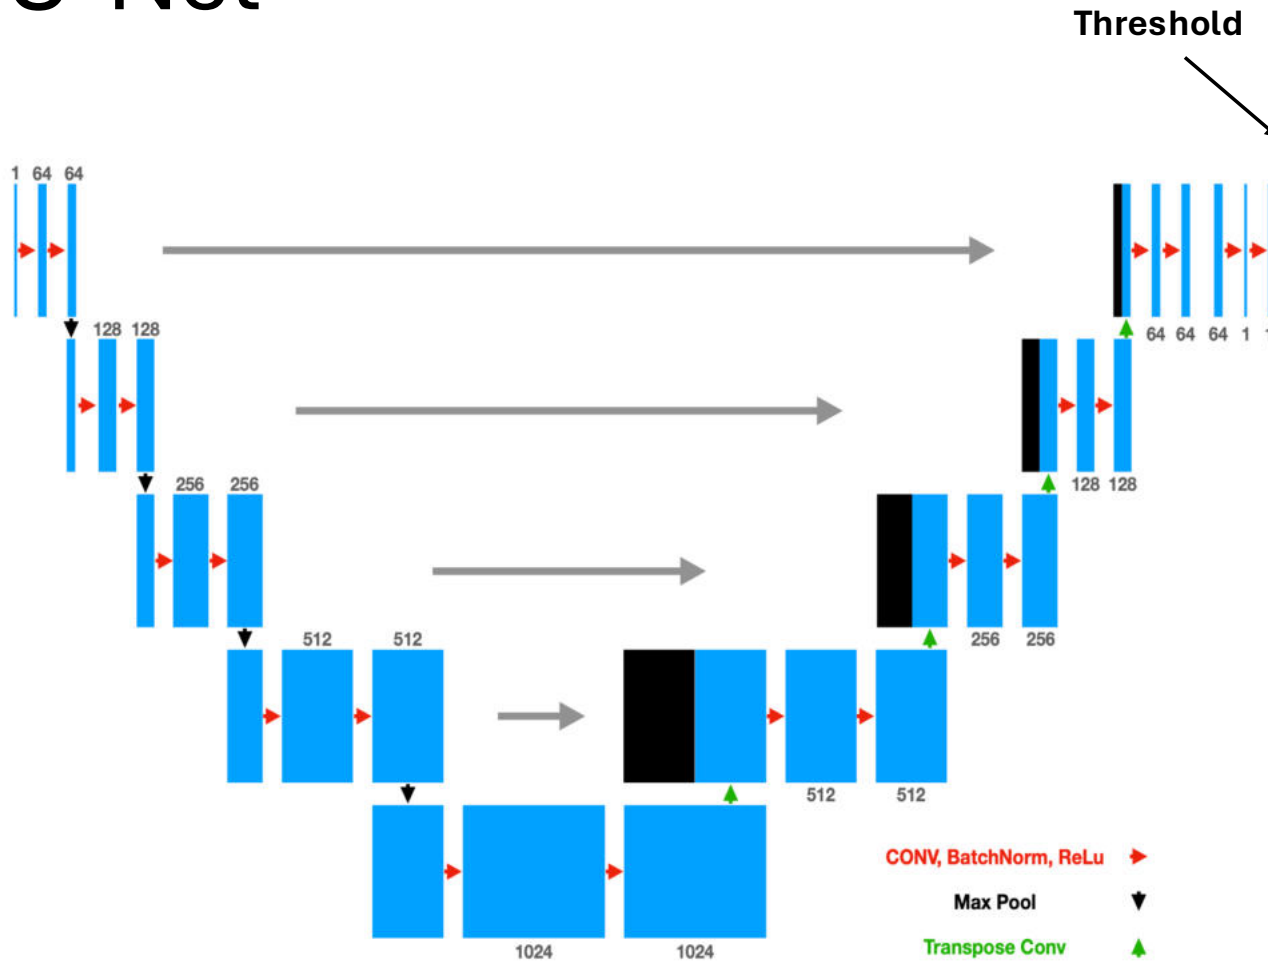 U-Net
Threshold
1 64 64
128 128
64 64 64 1
256 256
128 128
512 512
256 256
512 512
1024 1024
CONV, BatchNorm, ReLu
Max Pool
Transpose Conv